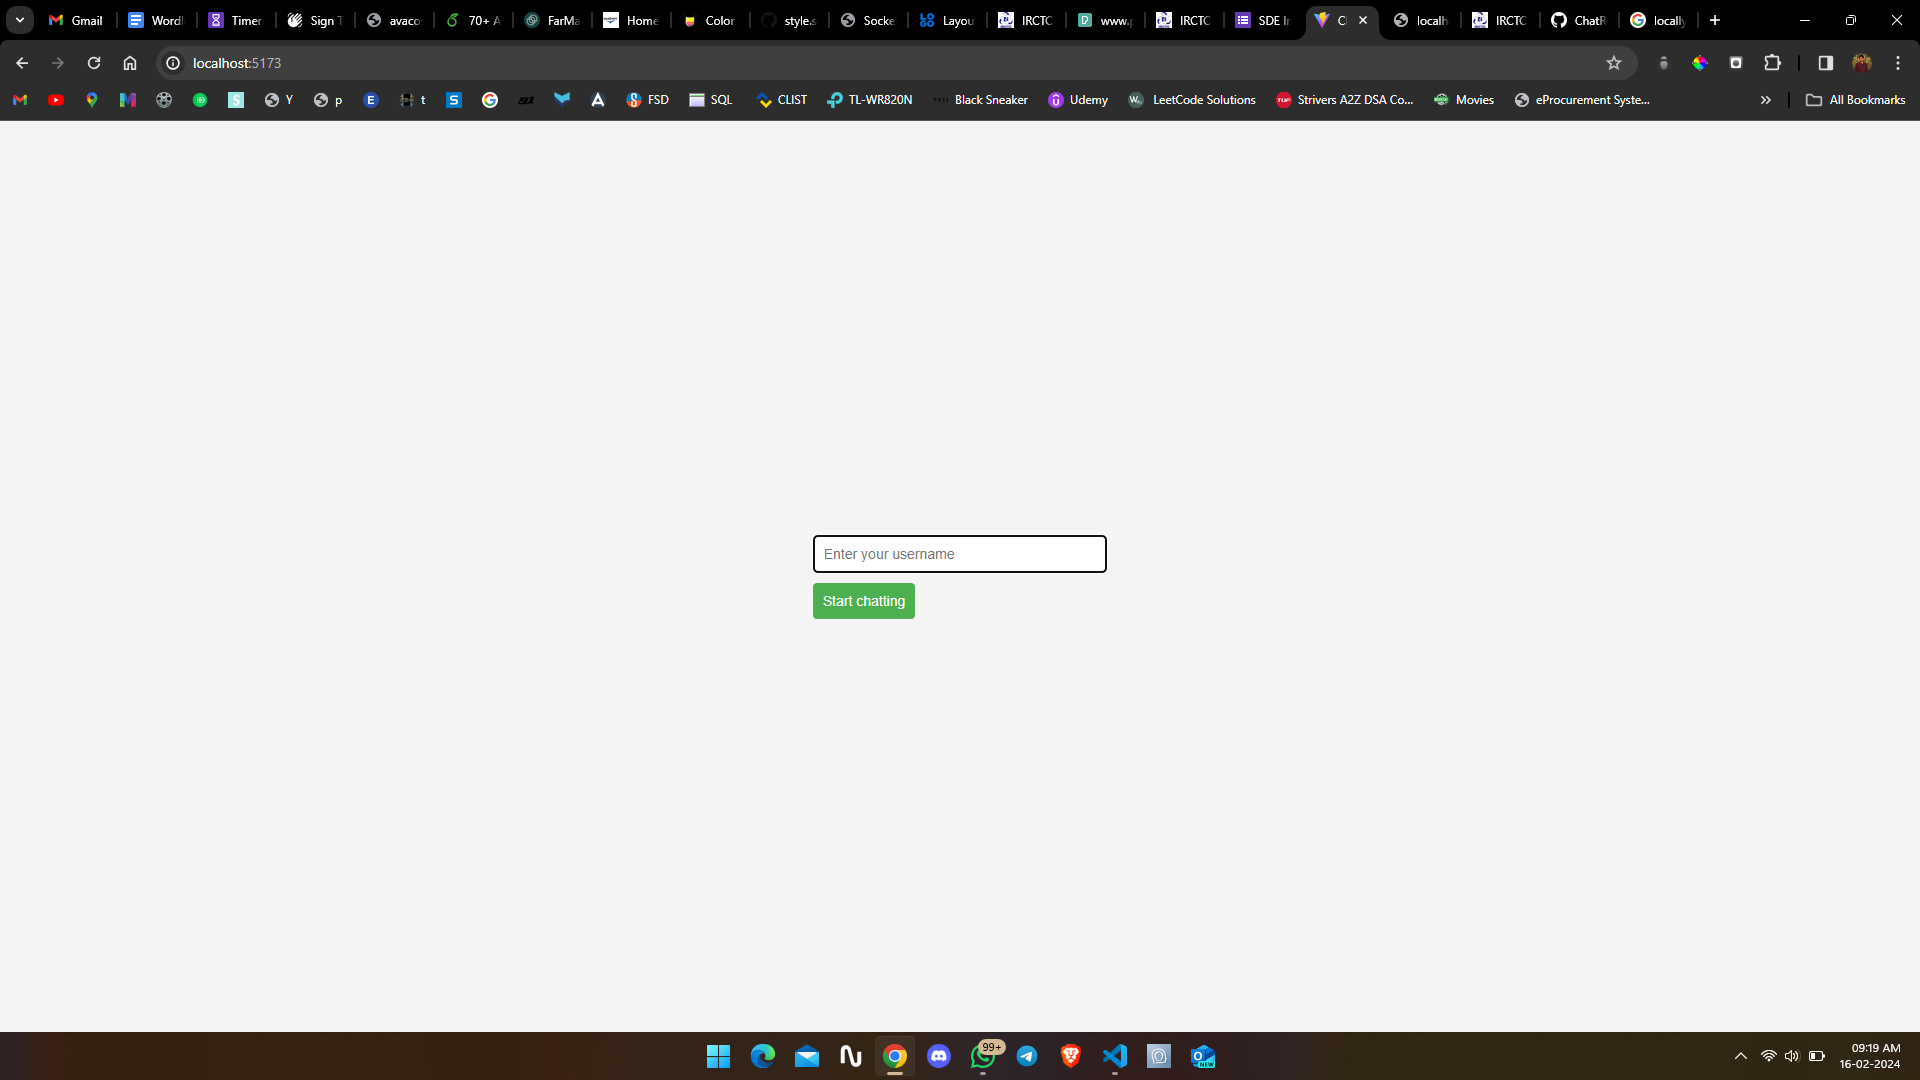 Gmail
Wordl
Timer
Sign T
avaco
70+ A
FarMa
Home
Color
style.s
Socke
Layou
IRCTC
www.p
IRCTC
SDE In
localh
IRCTC
ChatR
locally
localhost:5173
Y
p
t
FSD
SQL
CLIST
TL-WR820N
Black Sneaker
Udemy
LeetCode Solutions
Strivers A2Z DSA Co...
Movies
eProcurement Syste...
All Bookmarks
Enter your username
Start chatting
99+
NEW
09:19 AM
16-02-2024